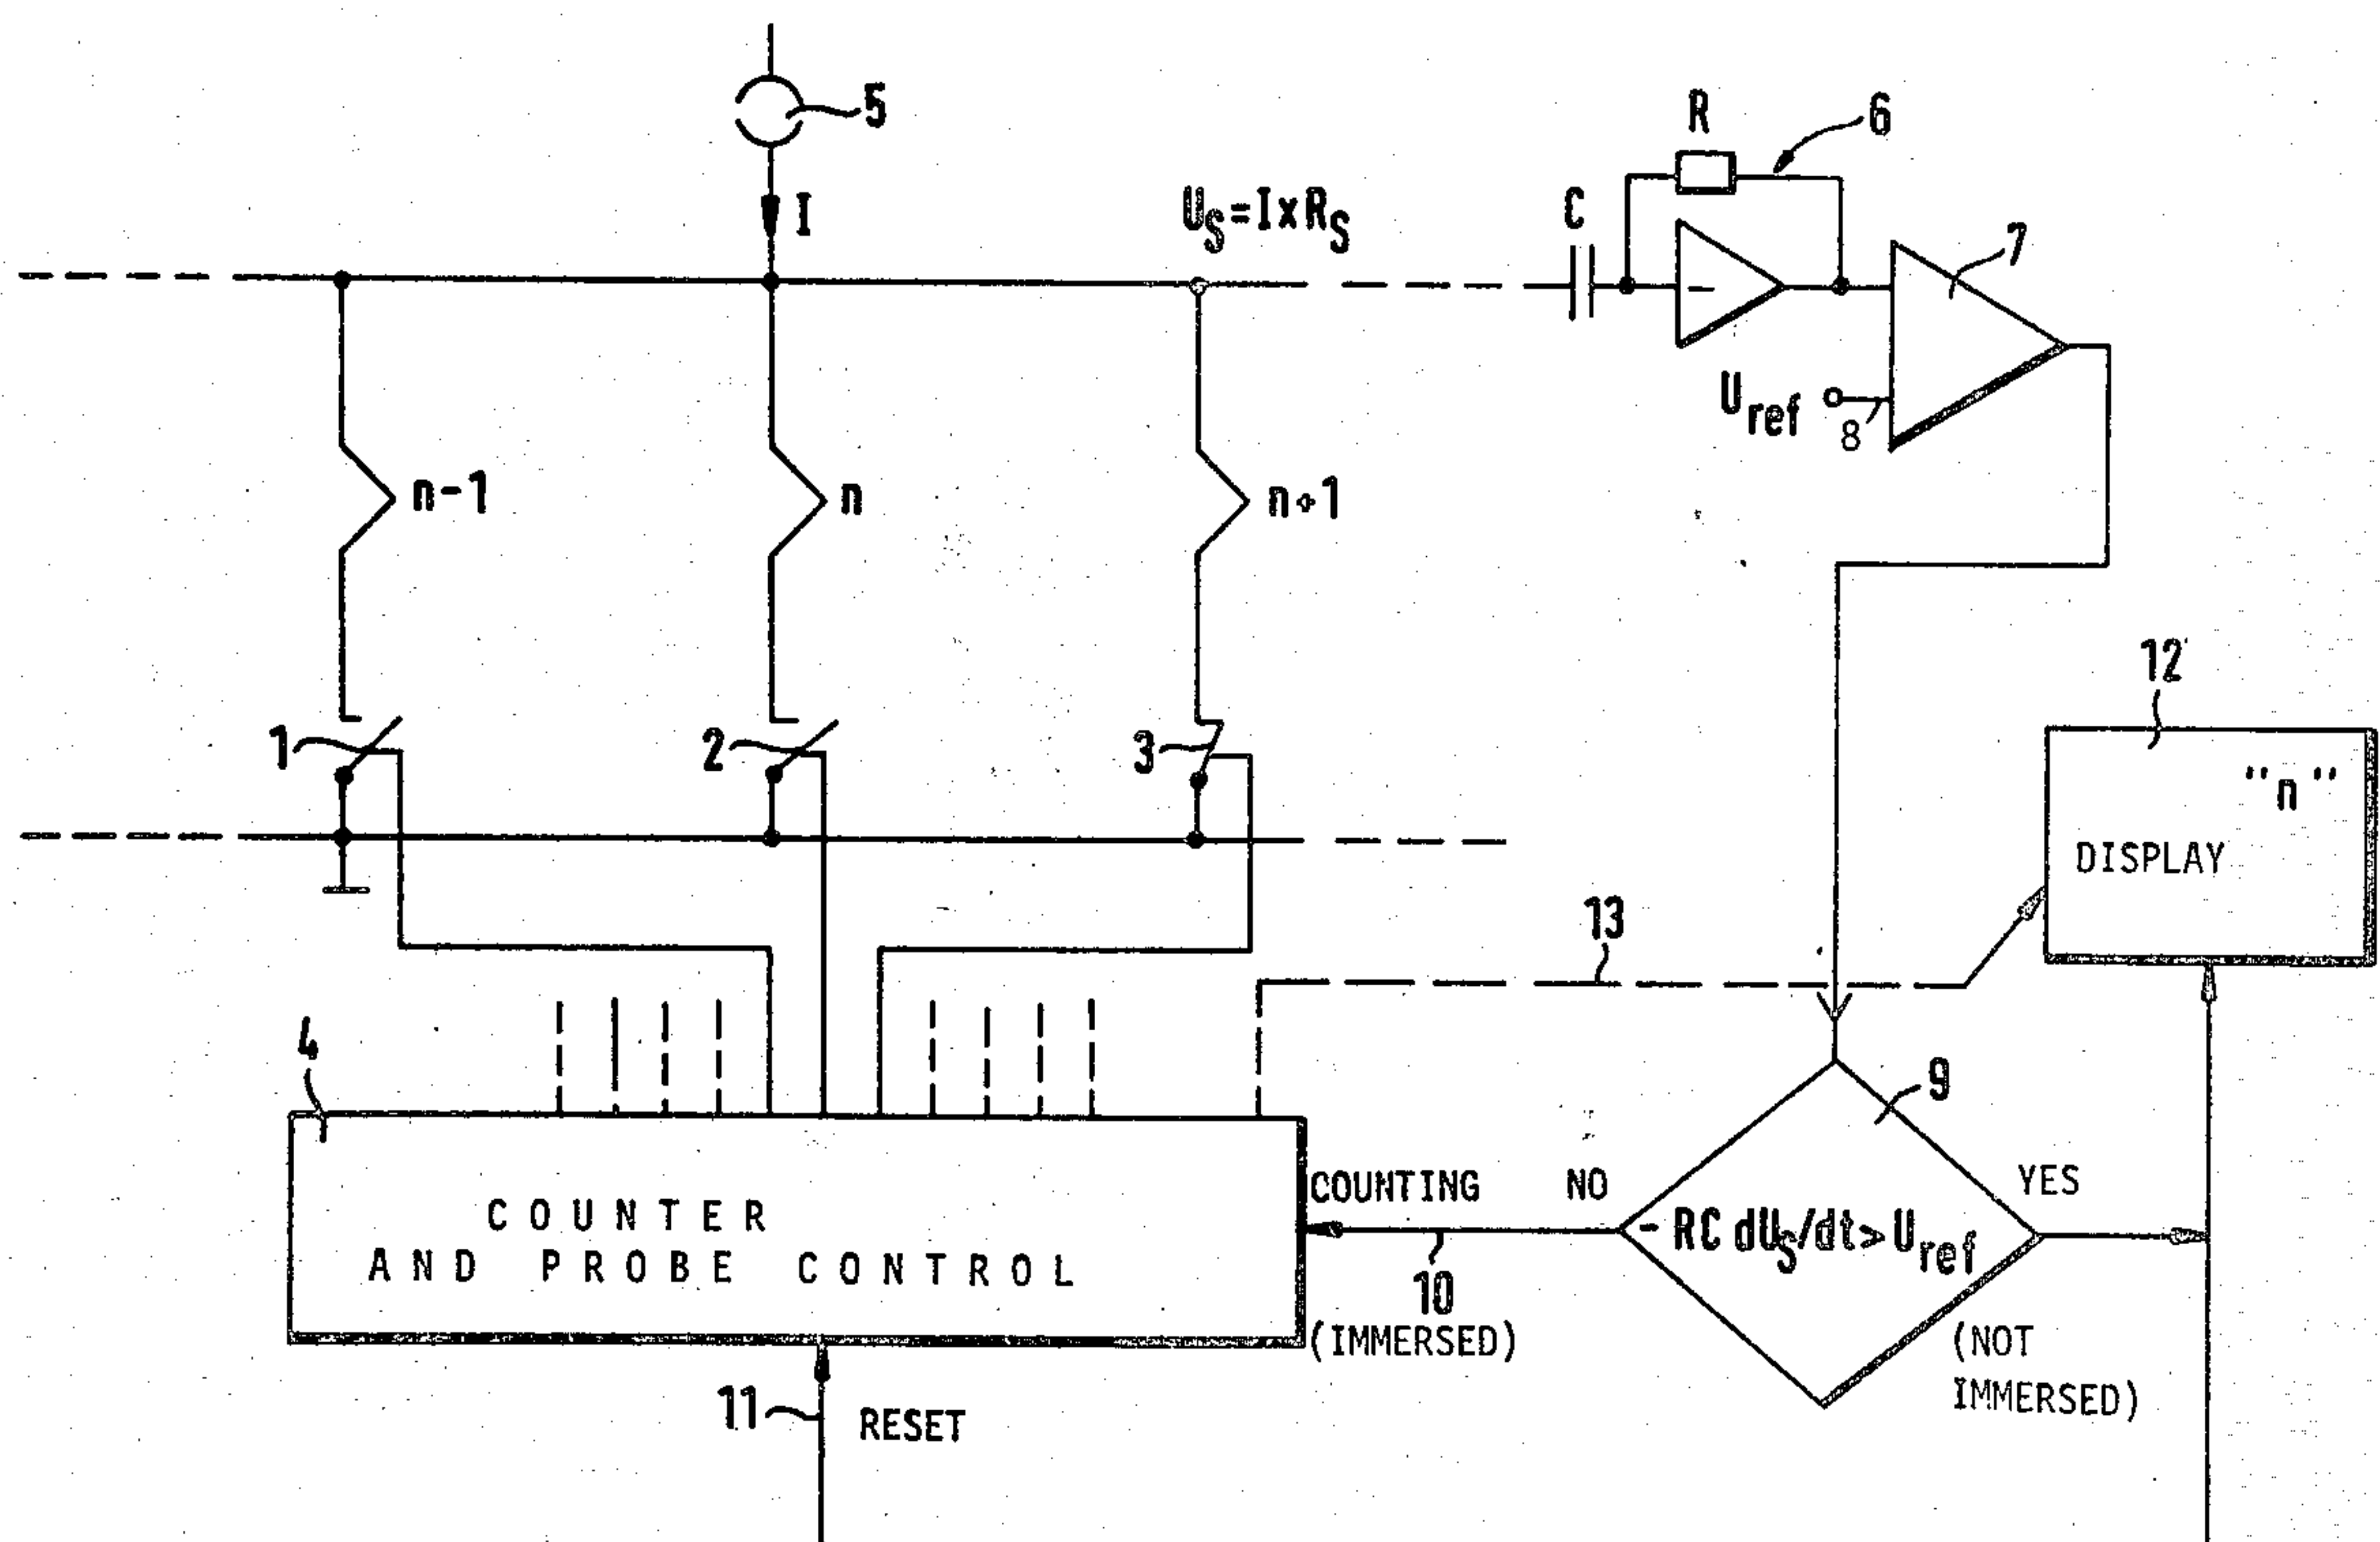 5
R
6
I
U_S=I×R_S
C
7
U_ref
8
n-1
n
n+1
12
1
2
3
"n"
DISPLAY
13
4
9
COUNTING
NO
YES
-RC dU_S/dt>U_ref
COUNTER
AND PROBE CONTROL
10
(IMMERSED)
(NOT
IMMERSED)
11
RESET